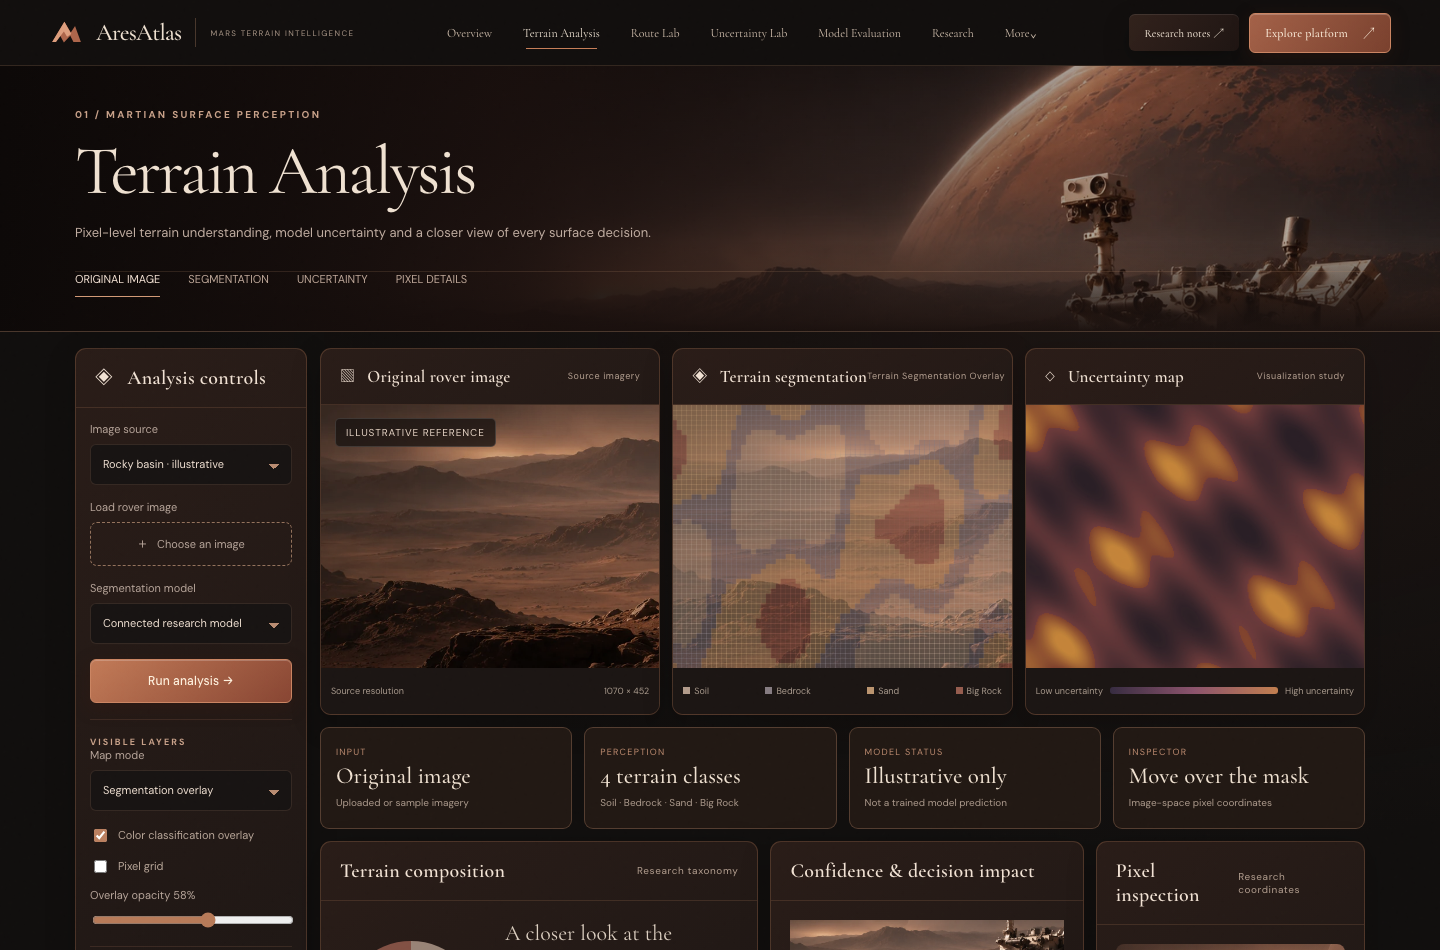 AresAtlas
MARS TERRAIN INTELLIGENCE
Overview
Terrain Analysis
Route Lab
Uncertainty Lab
Model Evaluation
Research
More
Research notes ↗
Explore platform ↗
01 / MARTIAN SURFACE PERCEPTION
Terrain Analysis
Pixel-level terrain understanding, model uncertainty and a closer view of every surface decision.
ORIGINAL IMAGE
SEGMENTATION
UNCERTAINTY
PIXEL DETAILS
Analysis controls
Image source
Rocky basin · illustrative
Load rover image
+ Choose an image
Segmentation model
Connected research model
Run analysis →
VISIBLE LAYERS
Map mode
Segmentation overlay
Color classification overlay
Pixel grid
Overlay opacity 58%
Original rover image
Source imagery
ILLUSTRATIVE REFERENCE
Source resolution
1070 × 452
Terrain segmentation
Terrain Segmentation Overlay
Soil
Bedrock
Sand
Big Rock
Uncertainty map
Visualization study
Low uncertainty
High uncertainty
INPUT
Original image
Uploaded or sample imagery
PERCEPTION
4 terrain classes
Soil · Bedrock · Sand · Big Rock
MODEL STATUS
Illustrative only
Not a trained model prediction
INSPECTOR
Move over the mask
Image-space pixel coordinates
Terrain composition
Research taxonomy
A closer look at the
Confidence & decision impact
Pixel
inspection
Research
coordinates